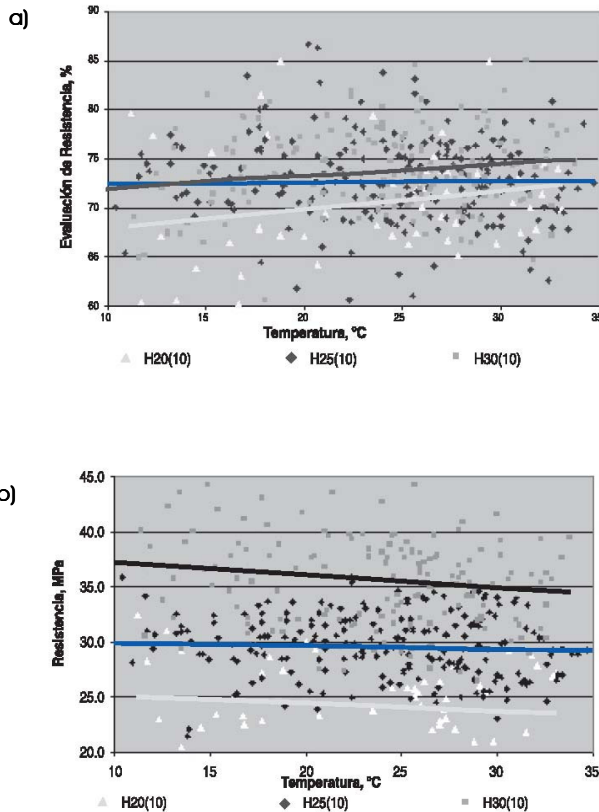 a)
90
85
80
75
70
65
60
Evaluación de Resistencia, %
10
15
20
25
30
35
Temperatura, °C
H20(10)
H25(10)
H30(10)
b)
45.0
40.0
35.0
30.0
25.0
20.0
Resistencia, MPa
10
15
20
25
30
35
Temperatura, °C
H20(10)
H25(10)
H30(10)